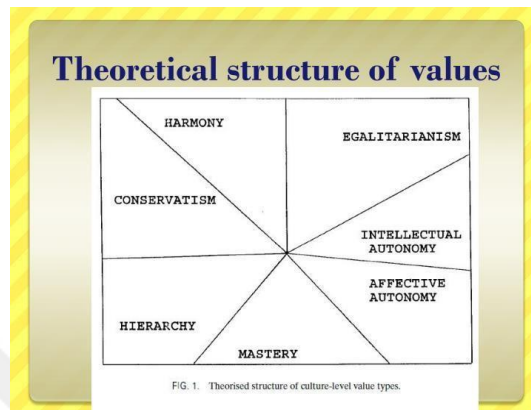 Theoretical structure of values
HARMONY
EGALITARIANISM
CONSERVATISM
INTELLECTUAL
AUTONOMY
AFFECTIVE
AUTONOMY
HIERARCHY
MASTERY
FIG. 1. Theorised structure of culture-level value types.